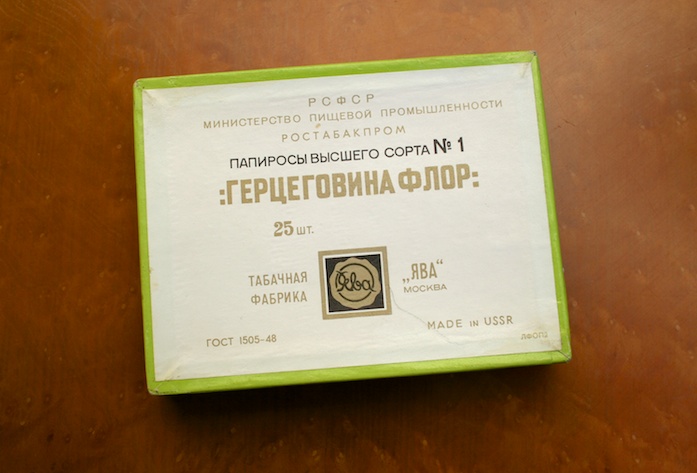 РСФСР
МИНИСТЕРСТВО ПИЩЕВОЙ ПРОМЫШЛЕННОСТИ
РОСТАБАКПРОМ
ПАПИРОСЫ ВЫСШЕГО СОРТА № 1
:ГЕРЦЕГОВИНА ФЛОР:
25 шт.
ТАБАЧНАЯ
ФАБРИКА
Ява
„ЯВА“
МОСКВА
ГОСТ 1505-48
MADE IN USSR